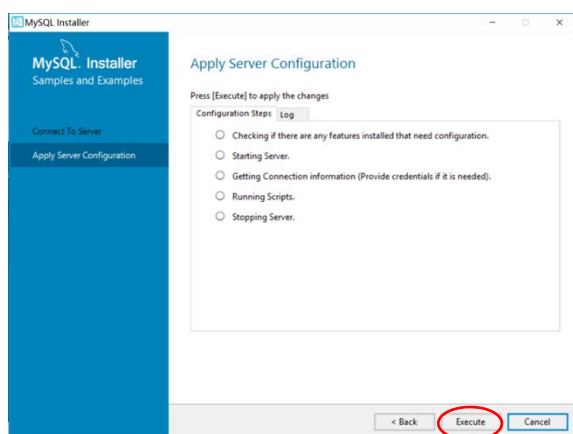 MySQL Installer
MySQL. Installer
Samples and Examples
Connect To Server
Apply Server Configuration
Apply Server Configuration
Press [Execute] to apply the changes
Configuration Steps Log
Checking if there are any features installed that need configuration.
Starting Server.
Getting Connection information (Provide credentials if it is needed).
Running Scripts.
Stopping Server.
< Back Execute Cancel